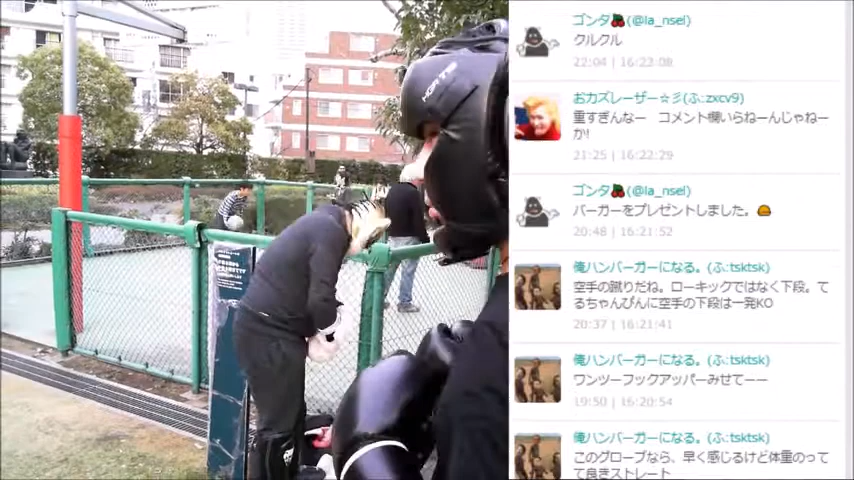 ゴンタ🍒(@la_nsei)
クルクル
22:04 | 16:23:08
おカズレーザー☆彡(ふ:zxcv9)
重すぎんなー コメント欄いらねーんじゃねー
か!
21:25 | 16:22:29
ゴンタ🍒(@la_nsei)
バーガーをプレゼントしました。🍔
20:48 | 16:21:52
俺ハンバーガーになる。(ふ:tsktsk)
空手の蹴りだね。ローキックではなく下段。て
るちゃんぴんに空手の下段は一発KO
20:37 | 16:21:41
俺ハンバーガーになる。(ふ:tsktsk)
ワンツーフックアッパーみせてーー
19:50 | 16:20:54
俺ハンバーガーになる。(ふ:tsktsk)
このグローブなら、早く感じるけど体重のって
て良きストレート